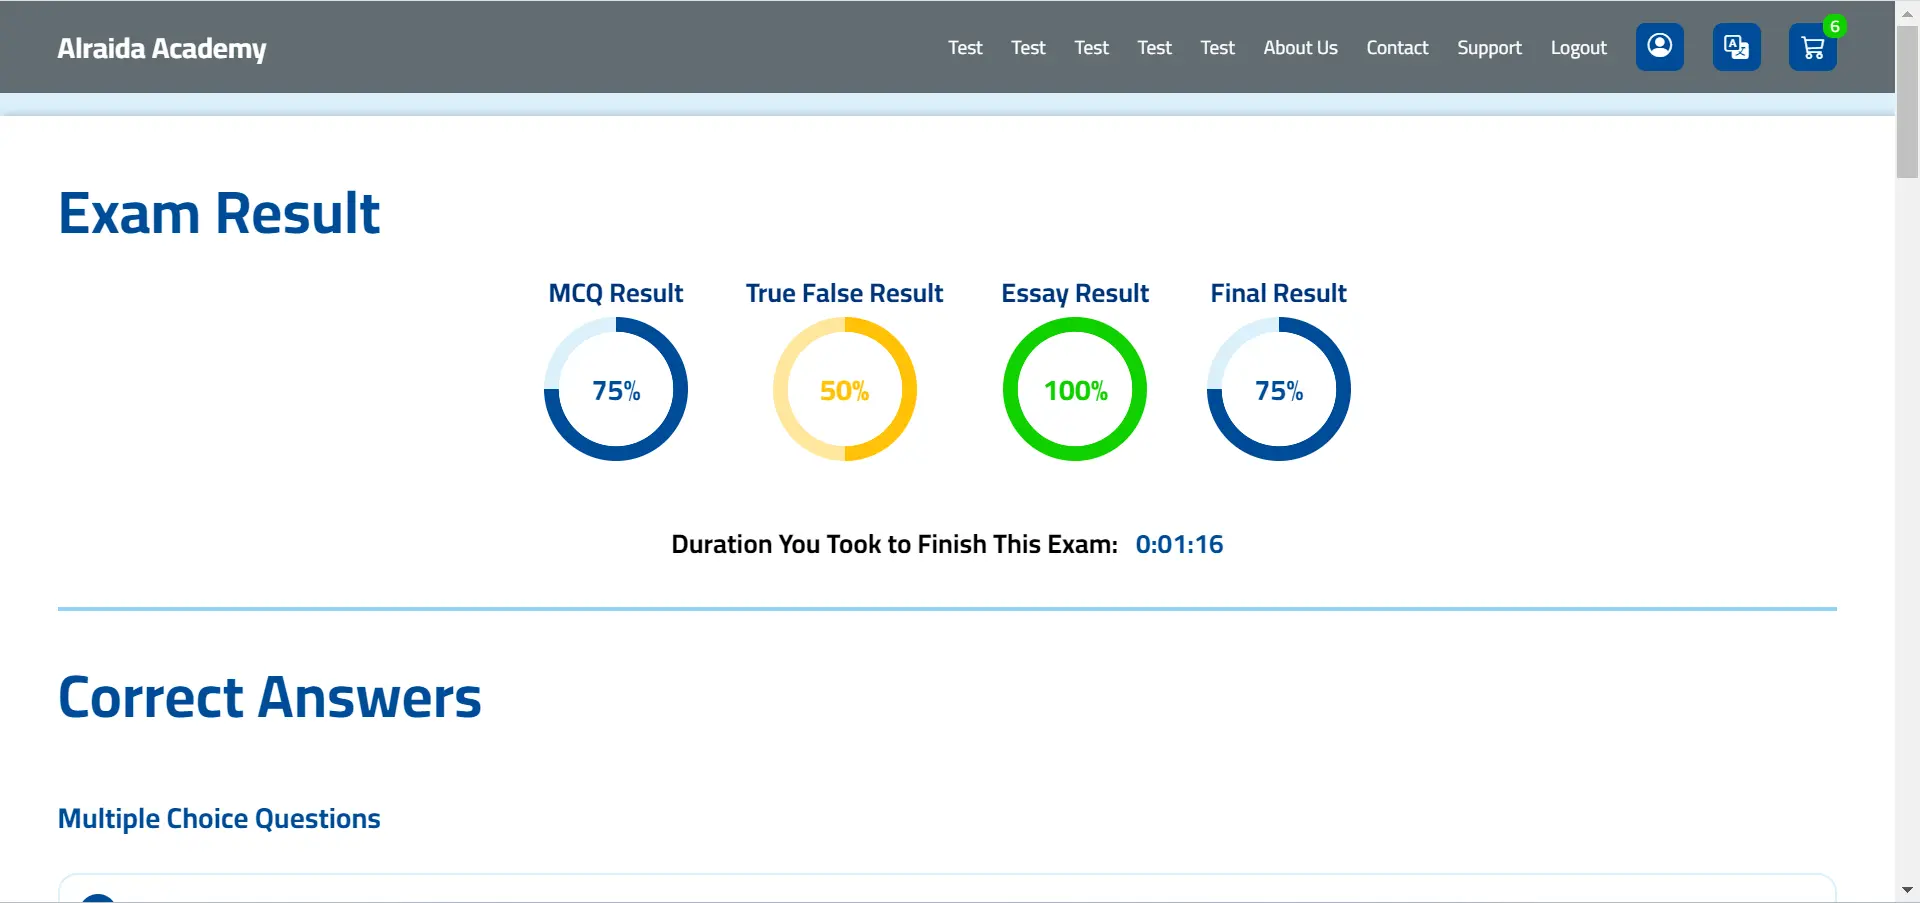 Alraida Academy
Test Test Test Test Test About Us Contact Support Logout
6
Exam Result
MCQ Result True False Result Essay Result Final Result
75% 50% 100% 75%
Duration You Took to Finish This Exam: 0:01:16
Correct Answers
Multiple Choice Questions